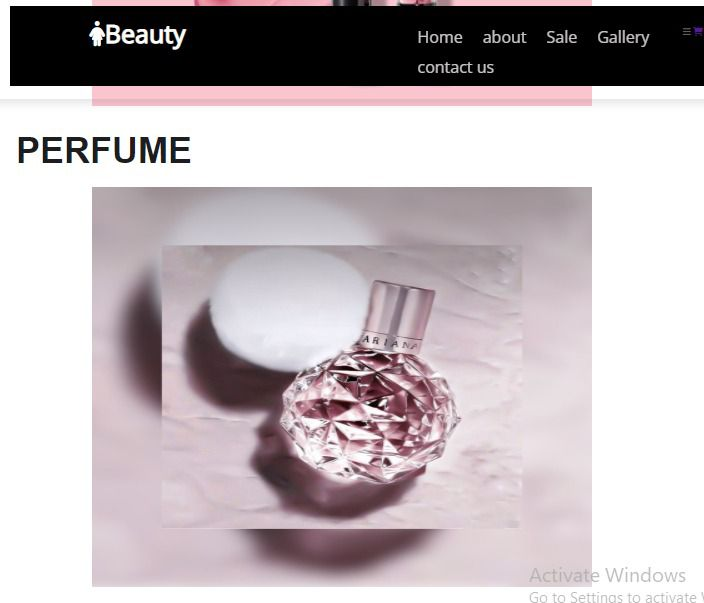 Beauty
Home about Sale Gallery
contact us
PERFUME
ARIANA
Activate Windows
Go to Settings to activate